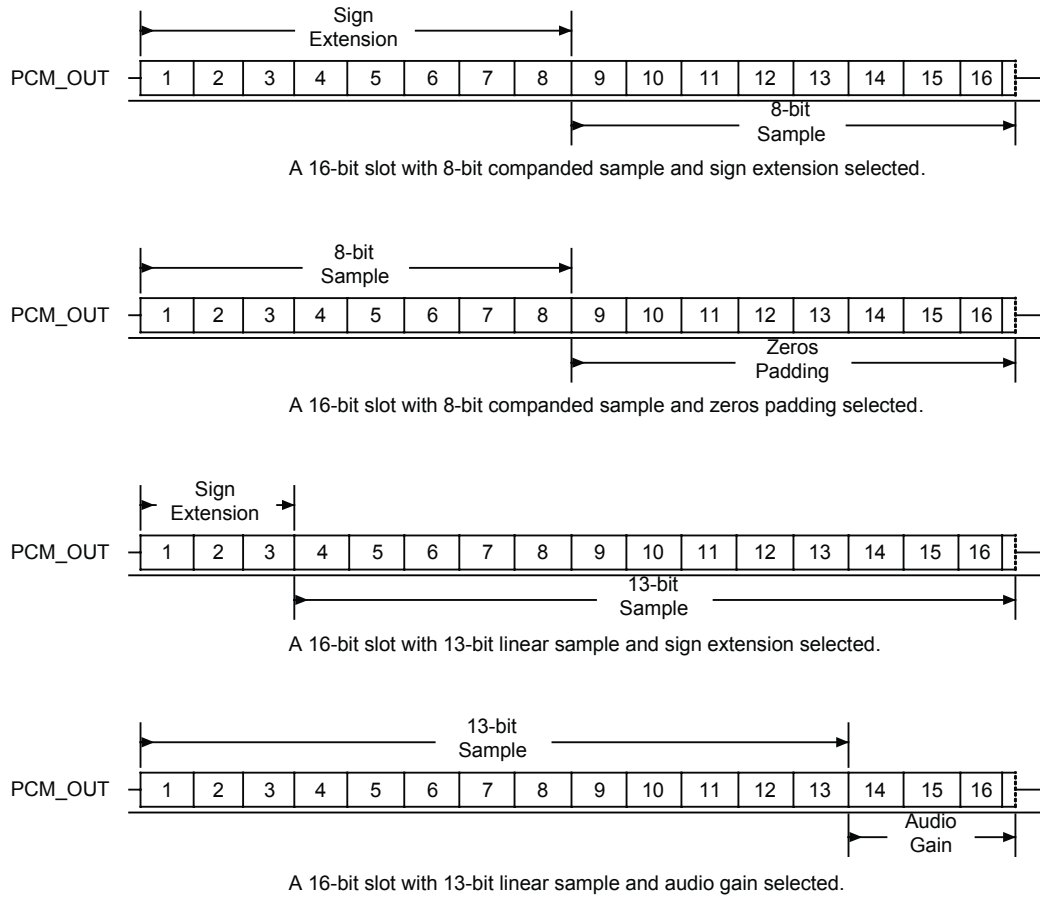 Sign
Extension
PCM_OUT 1 2 3 4 5 6 7 8 9 10 11 12 13 14 15 16
8-bit
Sample
A 16-bit slot with 8-bit companded sample and sign extension selected.
8-bit
Sample
PCM_OUT 1 2 3 4 5 6 7 8 9 10 11 12 13 14 15 16
Zeros
Padding
A 16-bit slot with 8-bit companded sample and zeros padding selected.
Sign
Extension
PCM_OUT 1 2 3 4 5 6 7 8 9 10 11 12 13 14 15 16
13-bit
Sample
A 16-bit slot with 13-bit linear sample and sign extension selected.
13-bit
Sample
PCM_OUT 1 2 3 4 5 6 7 8 9 10 11 12 13 14 15 16
Audio
Gain
A 16-bit slot with 13-bit linear sample and audio gain selected.